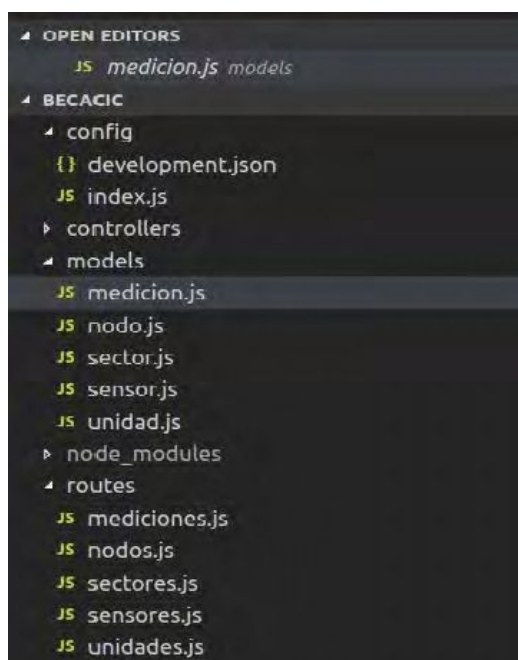 OPEN EDITORS
JS medicion.js models
BECACIC
config
{} development.json
JS index.js
controllers
models
JS medicion.js
JS nodo.js
JS sector.js
JS sensor.js
JS unidad.js
node_modules
routes
JS mediciones.js
JS nodos.js
JS sectores.js
JS sensores.js
JS unidades.js